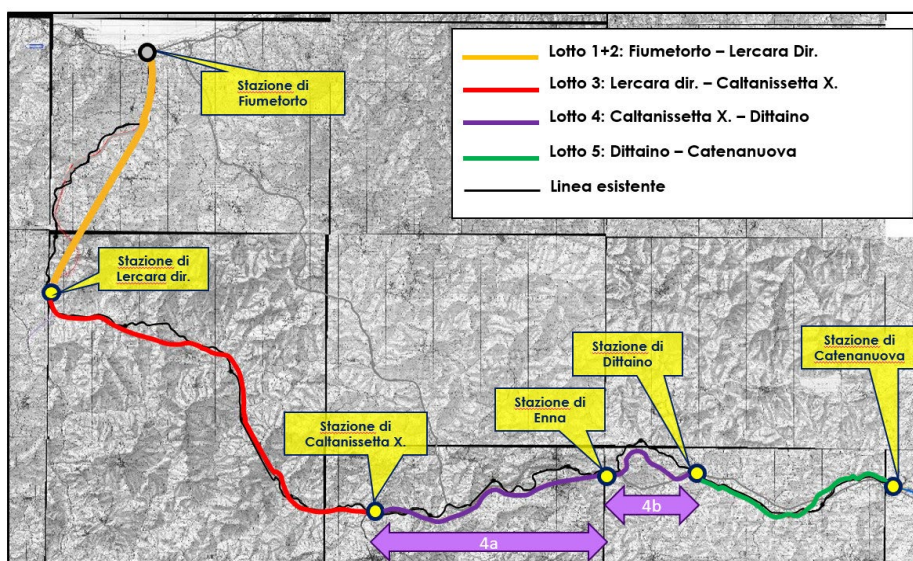 Lotto 1+2: Fiumetorto – Lercara Dir.
Lotto 3: Lercara dir. – Caltanissetta X.
Lotto 4: Caltanissetta X. – Dittaino
Lotto 5: Dittaino – Catenanuova
Linea esistente
Stazione di
Fiumetorto
Stazione di
Lercara dir.
Stazione di
Caltanissetta X.
Stazione di
Enna
Stazione di
Dittaino
Stazione di
Catenanuova
4a
4b